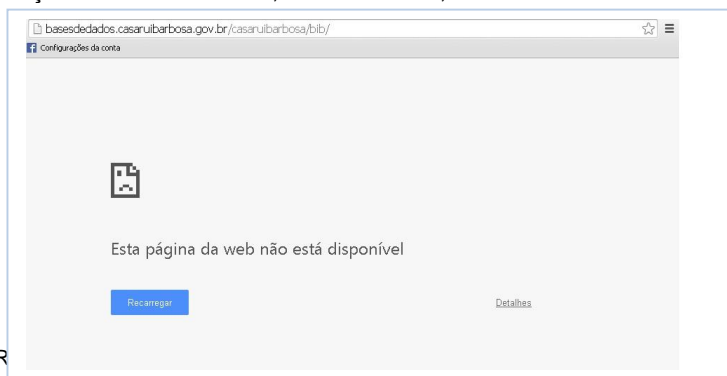 basesdedados.casaruibarbosa.gov.br/casaruibarbosa/bib/
Configurações da conta
Esta página da web não está disponível
Recarregar
Detalhes
R